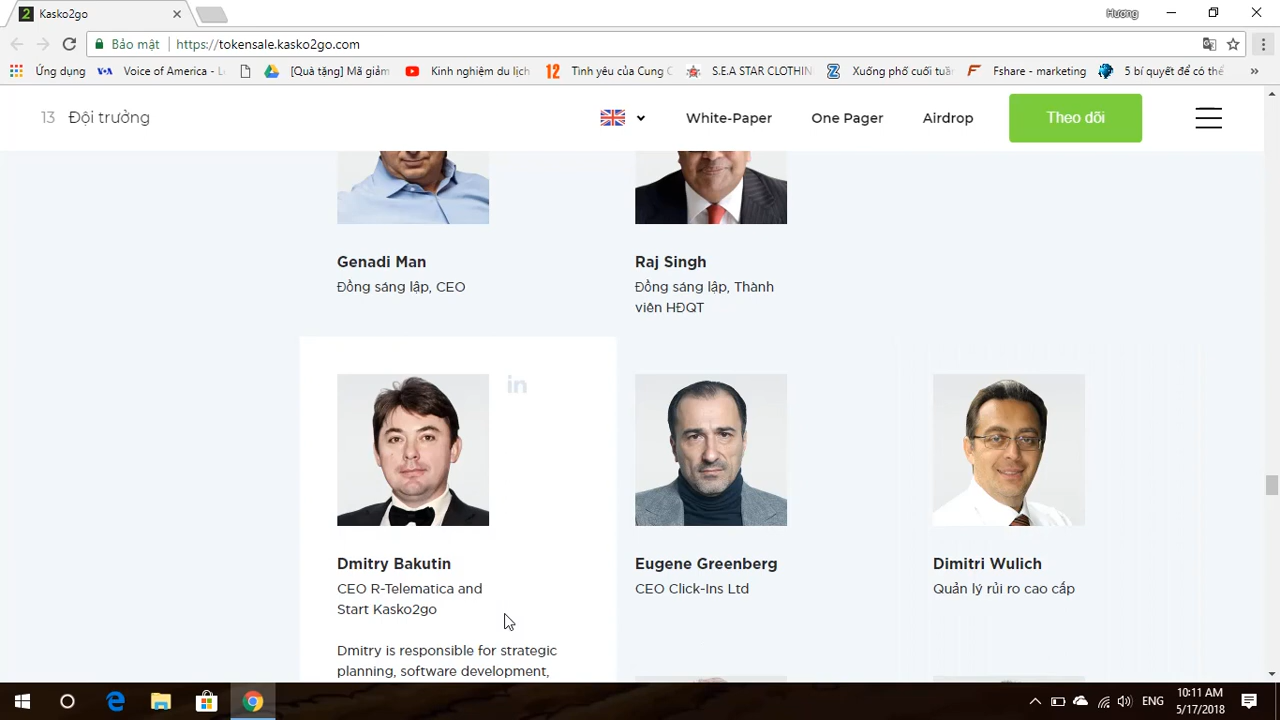 2 Kasko2go
Hương
Bảo mật https://tokensale.kasko2go.com
Ứng dụng VOA Voice of America - L [Quà tặng] Mã giảm Kinh nghiệm du lịch 12 Tình yêu của Cung C S.E.A STAR CLOTHIN Z Xuống phố cuối tuần Fshare - marketing 5 bí quyết để có thể »
13 Đội trưởng White-Paper One Pager Airdrop Theo dõi
Genadi Man
Đồng sáng lập, CEO
Raj Singh
Đồng sáng lập, Thành
viên HĐQT
in
Dmitry Bakutin
CEO R-Telematica and
Start Kasko2go
Dmitry is responsible for strategic
planning, software development,
Eugene Greenberg
CEO Click-Ins Ltd
Dimitri Wulich
Quản lý rủi ro cao cấp
ENG
10:11 AM
5/17/2018